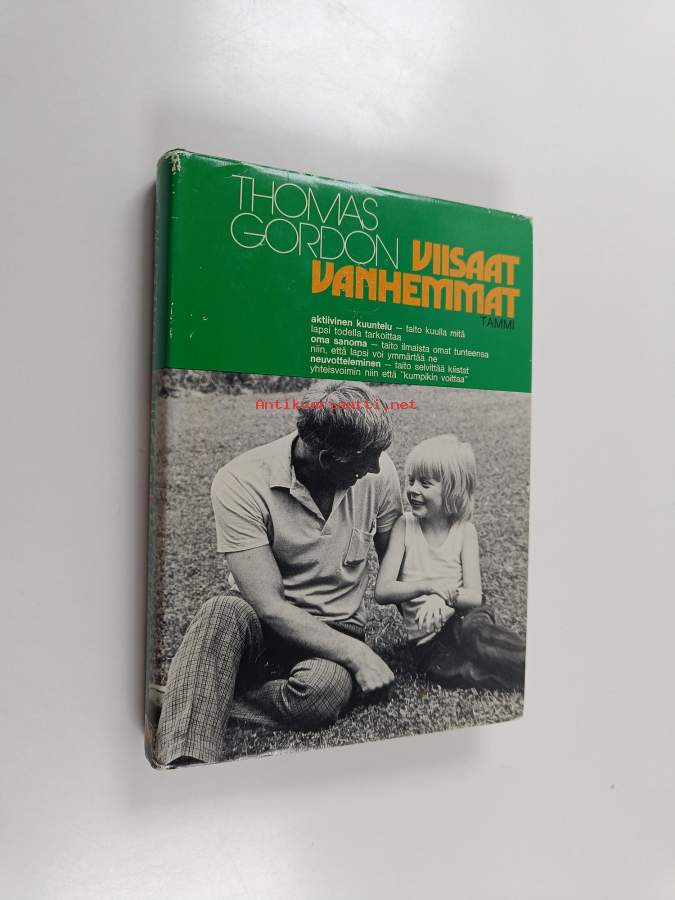 THOMAS
GORDON VIISAAT
VANHEMMAT
TAMMI
aktiivinen kuuntelu – taito kuulla mitä
lapsi todella tarkoittaa
oma sanoma – taito ilmaista omat tunteensa
niin, että lapsi voi ymmärtää ne
neuvotteleminen – taito selvittää kiistat
yhteisvoimin niin että "kumpikin voittaa"
Antikvariaatti.net